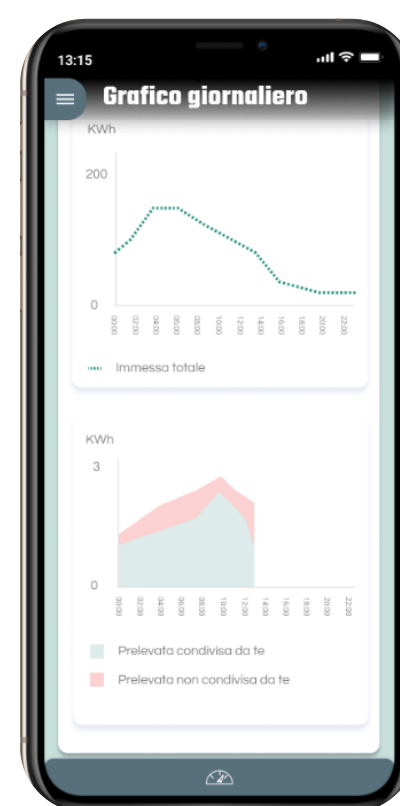 13:15
Grafico giornaliero
KWh
200
0
00:00 02:00 04:00 06:00 08:00 10:00 12:00 14:00 16:00 18:00 20:00 22:00
Immessa totale
KWh
3
0
00:00 02:00 04:00 06:00 08:00 10:00 12:00 14:00 16:00 18:00 20:00 22:00
Prelevata condivisa da te
Prelevata non condivisa da te